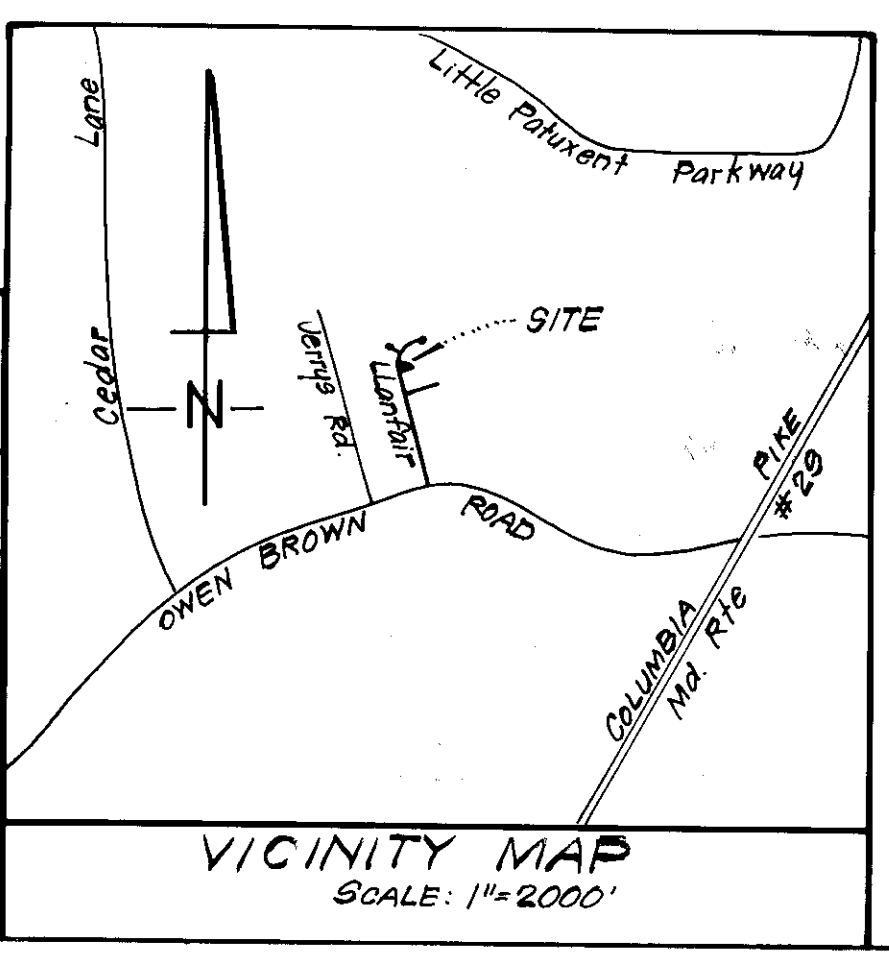 Little Patuxent Parkway
Cedar Lane
SITE
Jerrys Rd.
Llanfair
N
OWEN BROWN ROAD
COLUMBIA PIKE
Md. Rte #29
VICINITY MAP
SCALE: 1"=2000'